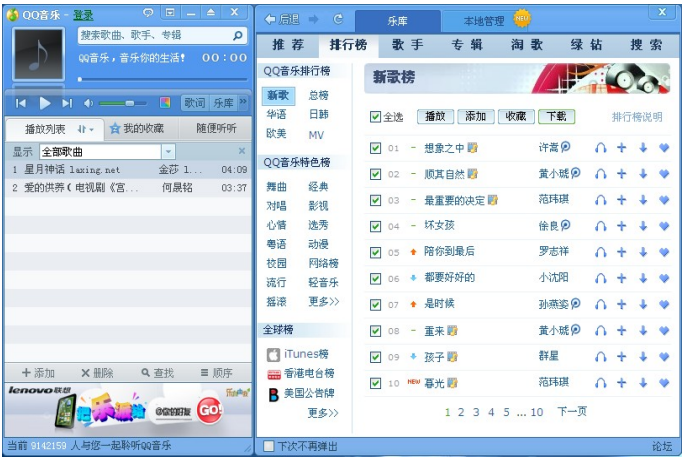 QQ音乐 - 登录
搜索歌曲、歌手、专辑
QQ音乐，音乐你的生活! 00:00
歌词 乐库 »
播放列表 我的收藏 随便听听
显示 全部歌曲
1 星月神话 laxing.net 金莎 l... 04:09
2 爱的供养(电视剧《宫... 何晟铭 03:37
+ 添加 × 删除 查找 顺序
lenovo联想
@您的好友 GO!
当前 9142159 人与您一起聆听QQ音乐
后退 乐库 本地管理
推荐 排行榜 歌手 专辑 淘歌 绿钻 搜索
QQ音乐排行榜
新歌 总榜
华语 日韩
欧美 MV
QQ音乐特色榜
舞曲 经典
对唱 影视
心情 选秀
粤语 动漫
校园 网络榜
流行 轻音乐
摇滚 更多>>
全球榜
iTunes榜
香港电台榜
B 美国公告牌
更多>>
新歌榜
全选 播放 添加 收藏 下载 排行榜说明
01 - 想象之中 许嵩
02 - 顺其自然 黄小琥
03 - 最重要的决定 范玮琪
04 - 坏女孩 徐良
05 陪你到最后 罗志祥
06 都要好好的 小沈阳
07 是时候 孙燕姿
08 - 重来 黄小琥
09 孩子 群星
10 NEW 暮光 范玮琪
1 2 3 4 5 ... 10 下一页
下次不再弹出 论坛